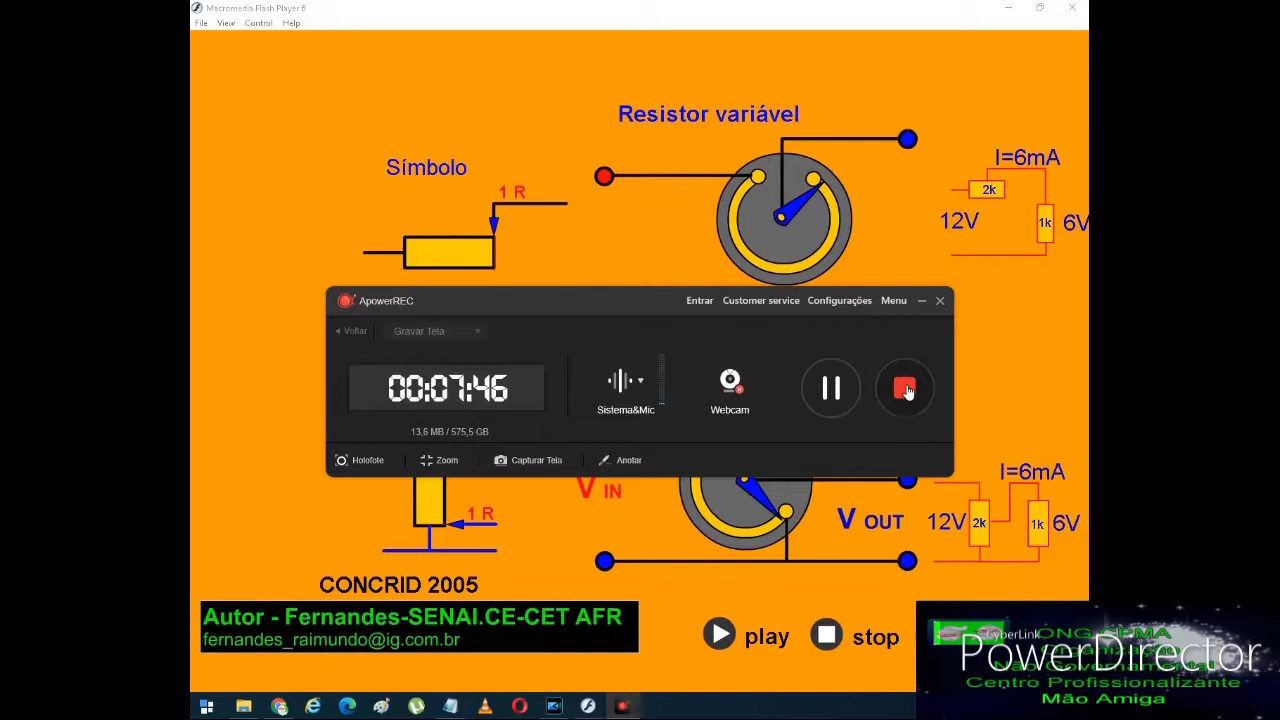 Macromedia Flash Player 6
File View Control Help
Resistor variável
Símbolo
1 R
I=6mA
2k
12V
1k
6V
ApowerREC
Entrar Customer service Configurações Menu
Voltar
Gravar Tela
00:07:46
13,6 MB / 575,5 GB
Sistema&Mic
Webcam
Holofote
Zoom
Capturar Tela
Anotar
V IN
1 R
V OUT
I=6mA
12V
2k
1k
6V
CONCRID 2005
Autor - Fernandes-SENAI.CE-CET AFR
fernandes_raimundo@ig.com.br
play
stop
CyberLink
PowerDirector
Não Governamental
Centro Profissionalizante
Mão Amiga